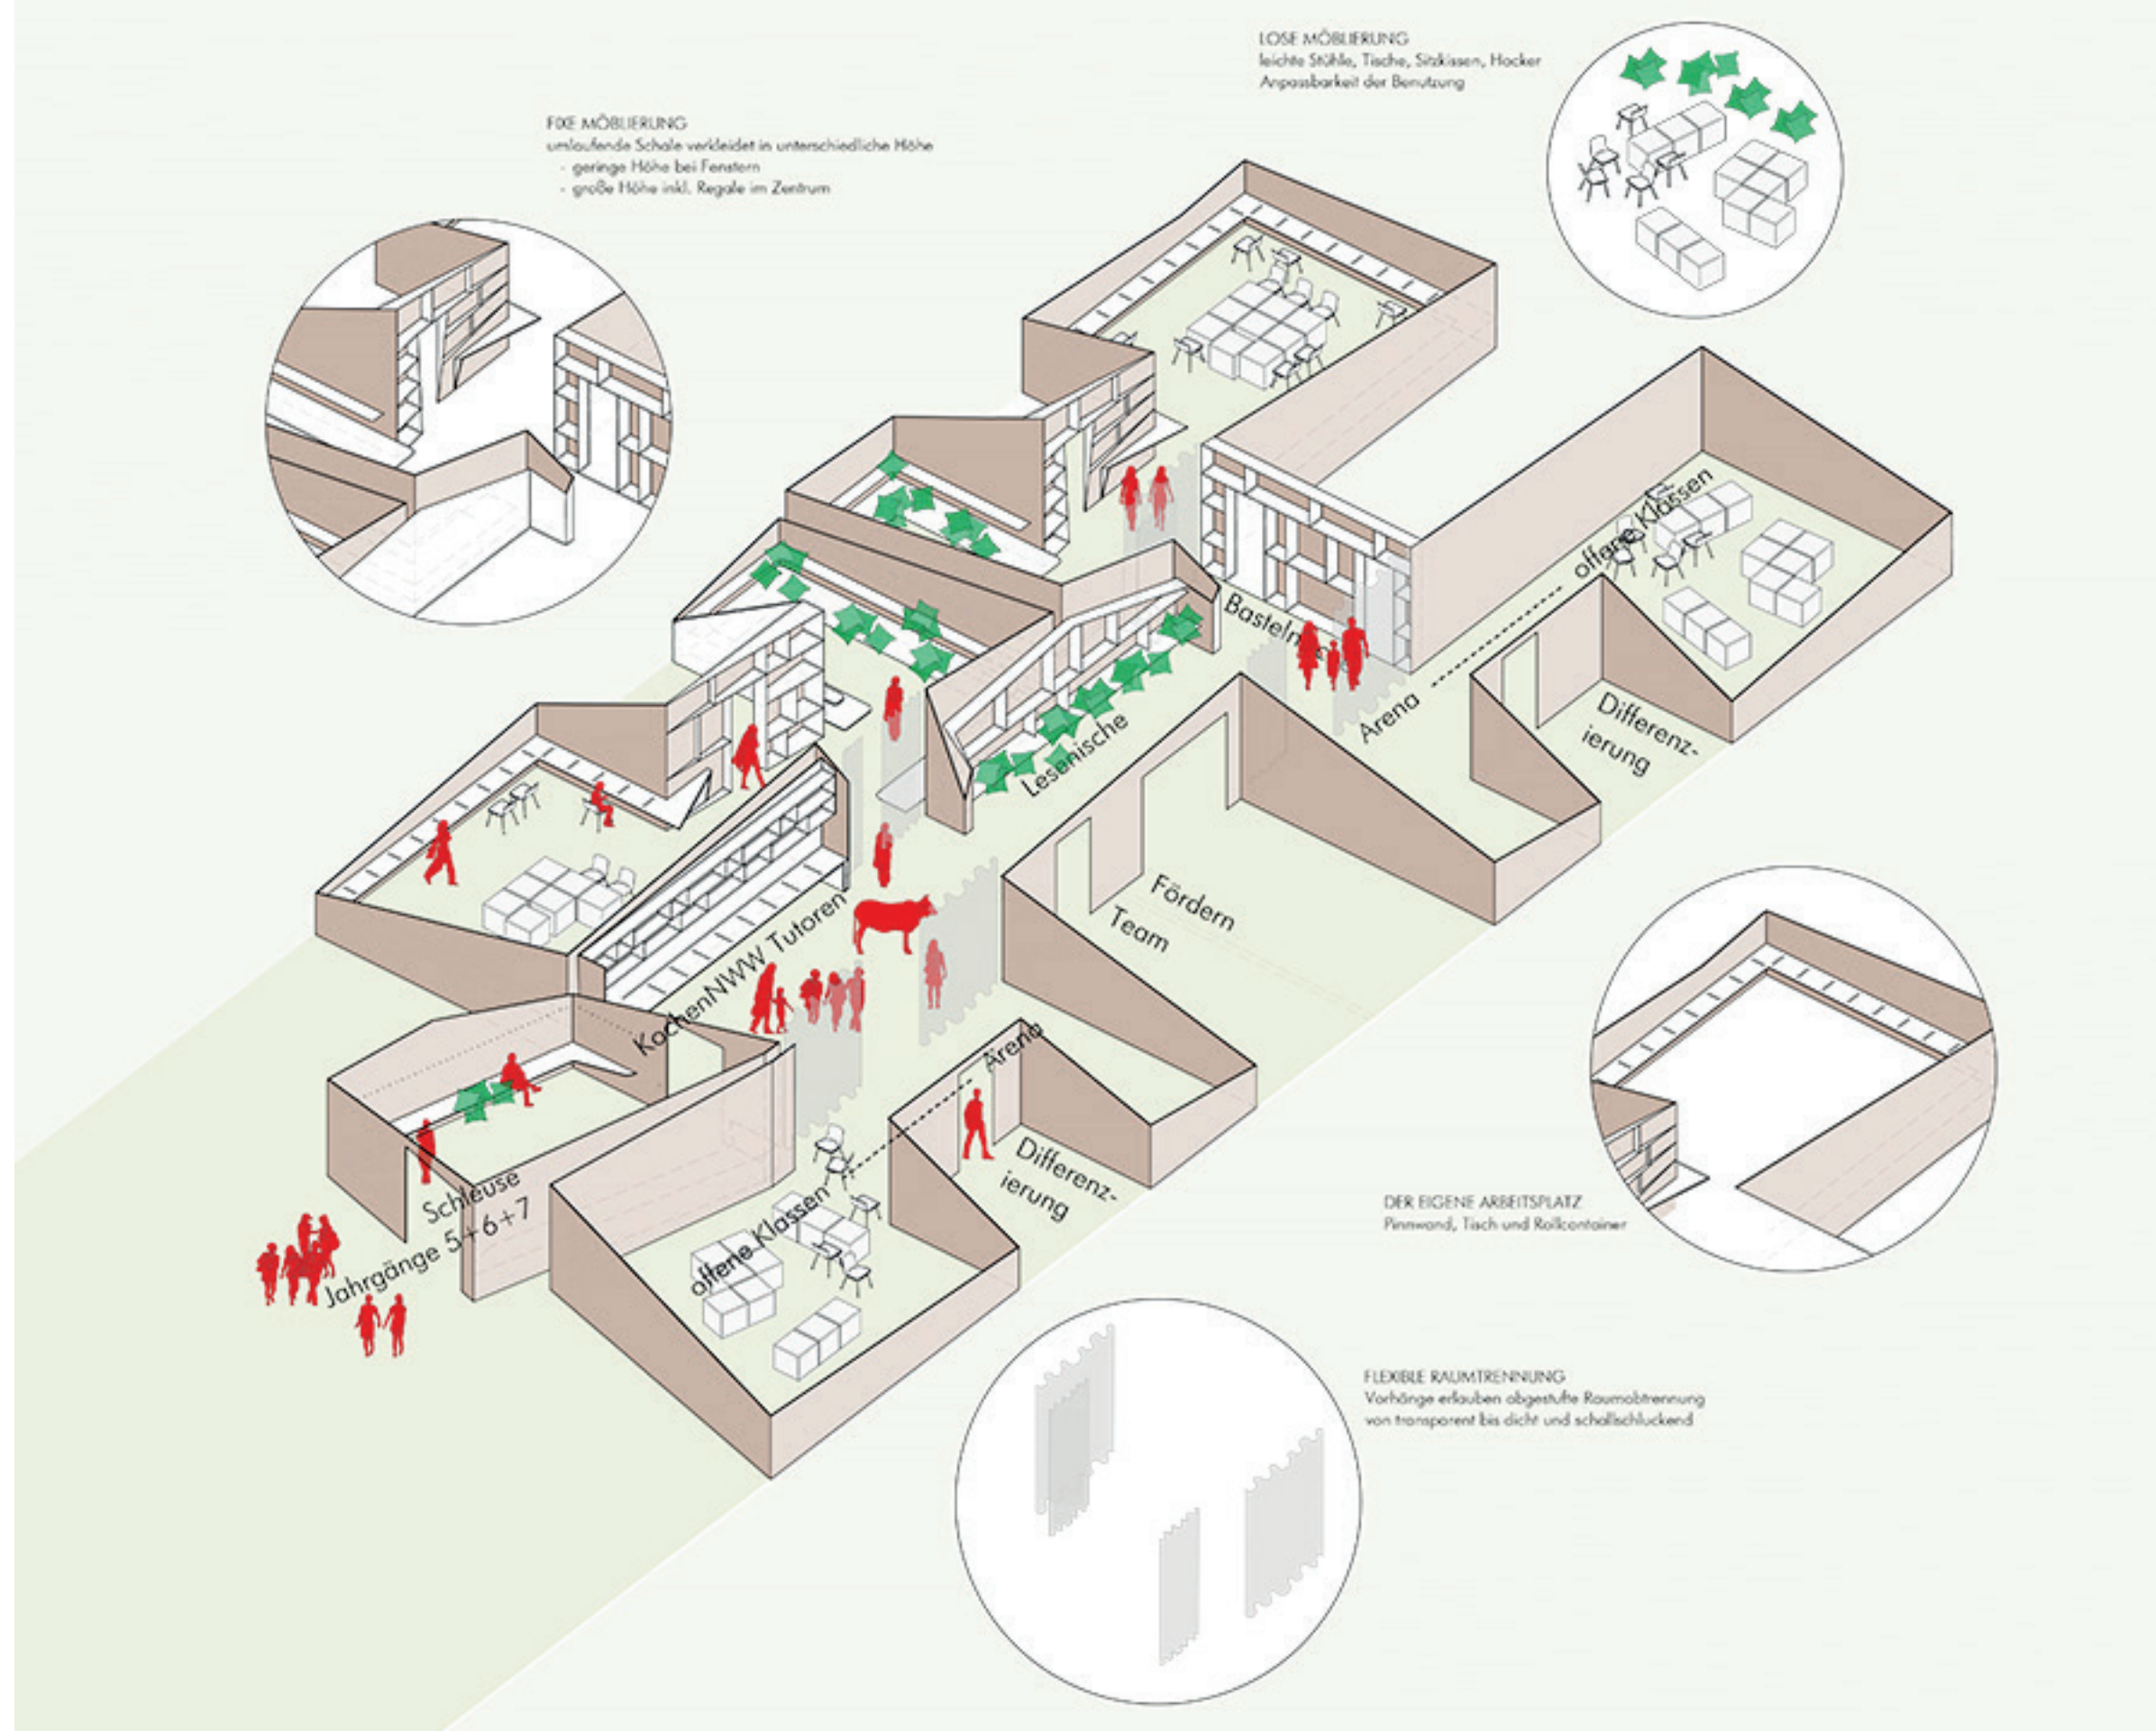 LOSE MÖBLIERUNG
leichte Stühle, Tische, Sitzkissen, Hocker
Anpassbarkeit der Benutzung
FIXE MÖBLIERUNG
umlaufende Schale verkleidet in unterschiedliche Höhe
- geringe Höhe bei Fenstern
- große Höhe inkl. Regale im Zentrum
offene Klassen
Arena
Differenz-
ierung
Lesenische
Fördern
Team
KochenNWW Tutoren
Arena
Differenz-
ierung
offene Klassen
Schleuse
Jahrgänge 5+6+7
DER EIGENE ARBEITSPLATZ
Pinnwand, Tisch und Rollcontainer
FLEXIBLE RAUMTRENNUNG
Vorhänge erlauben abgestufte Raumabtrennung
von transparent bis dicht und schallschluckend